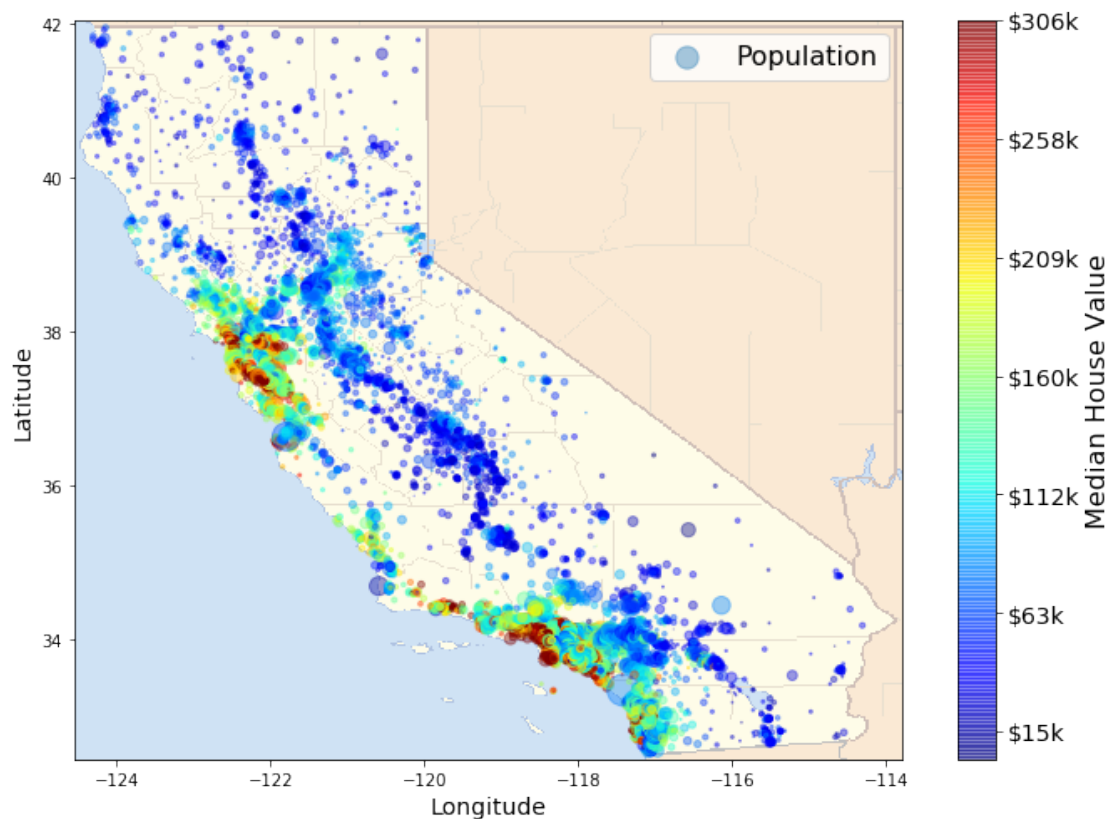 42
40
38
36
34
Latitude
−124
−122
−120
−118
−116
−114
Longitude
Population
$306k
$258k
$209k
$160k
$112k
$63k
$15k
Median House Value